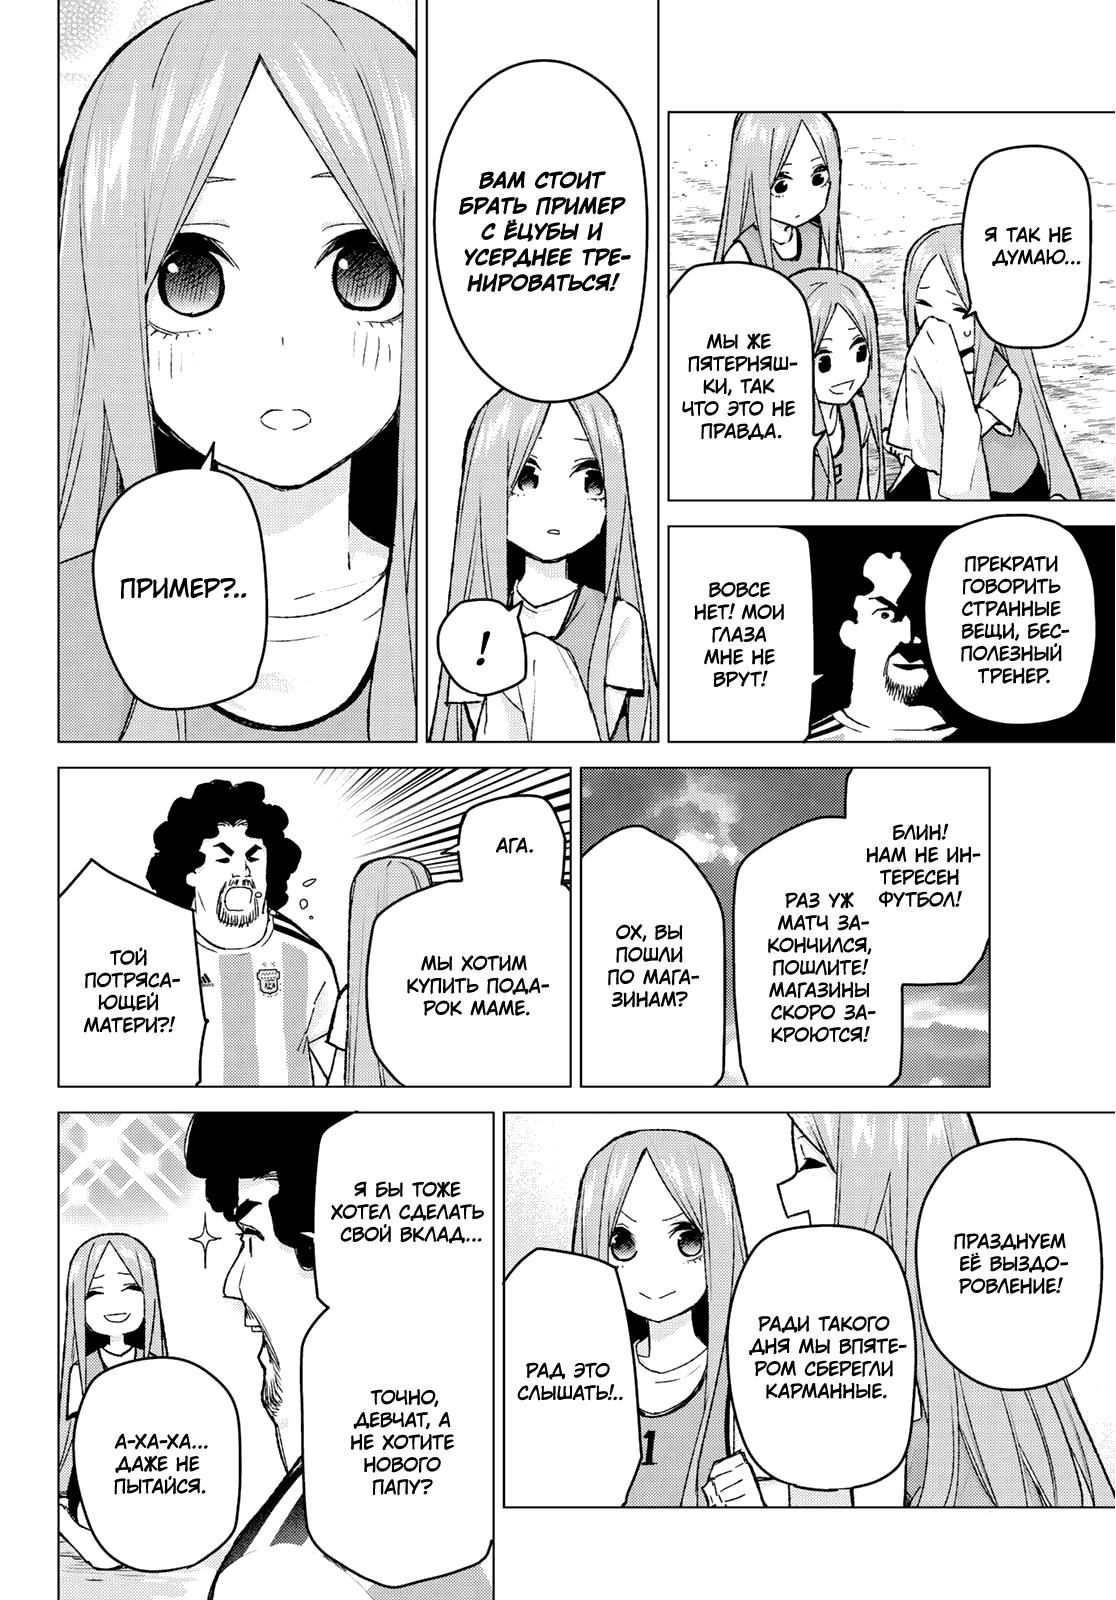 Я ТАК НЕ
ДУМАЮ...
МЫ ЖЕ
ПЯТЕРНЯШ-
КИ, ТАК
ЧТО ЭТО НЕ
ПРАВДА.
ПРЕКРАТИ
ГОВОРИТЬ
СТРАННЫЕ
ВЕЩИ, БЕС-
ПОЛЕЗНЫЙ
ТРЕНЕР.
ВОВСЕ
НЕТ! МОИ
ГЛАЗА
МНЕ НЕ
ВРУТ!
ВАМ СТОИТ
БРАТЬ ПРИМЕР
С ЁЦУБЫ И
УСЕРДНЕЕ ТРЕ-
НИРОВАТЬСЯ!
!
ПРИМЕР?..
БЛИН!
НАМ НЕ ИН-
ТЕРЕСЕН
ФУТБОЛ!
РАЗ УЖ
МАТЧ ЗА-
КОНЧИЛСЯ,
ПОШЛИТЕ!
МАГАЗИНЫ
СКОРО ЗА-
КРОЮТСЯ!
ОХ, ВЫ
ПОШЛИ
ПО МАГА-
ЗИНАМ?
АГА.
МЫ ХОТИМ
КУПИТЬ ПОДА-
РОК МАМЕ.
ТОЙ
ПОТРЯСА-
ЮЩЕЙ
МАТЕРИ?!
ПРАЗДНУЕМ
ЕЁ ВЫЗДО-
РОВЛЕНИЕ!
РАДИ ТАКОГО
ДНЯ МЫ ВПЯТЕ-
РОМ СБЕРЕГЛИ
КАРМАННЫЕ.
РАД ЭТО
СЛЫШАТЬ!..
1
Я БЫ ТОЖЕ
ХОТЕЛ СДЕЛАТЬ
СВОЙ ВКЛАД...
ТОЧНО,
ДЕВЧАТ, А
НЕ ХОТИТЕ
НОВОГО
ПАПУ?
А-ХА-ХА...
ДАЖЕ НЕ
ПЫТАЙСЯ.